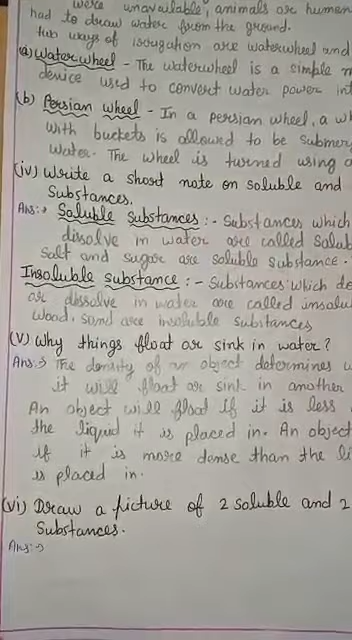 were unavailable, animals or human
had to draw water from the ground.
two ways of irrigation are waterwheel and
(a) Waterwheel - The waterwheel is a simple m
device used to convert water power int
(b) Persian wheel - In a persian wheel, a wh
with buckets is allowed to be submer
water. The wheel is turned using a
(iv) Write a short note on soluble and
Substances.
Ans:→ Soluble substances :- Substances which
dissolve in water are called Solub
Salt and sugar are soluble substance.
Insoluble substance :- Substances which do
or dissolve in water are called insolu
wood, sand are insoluble substances
(v) Why things float or sink in water?
Ans:→ The density of an object determines w
it will float or sink in another
An object will float if it is less
the liquid it is placed in. An object
if it is more dense than the li
is placed in.
(vi) Draw a picture of 2 soluble and 2
Substances.
Ans:→